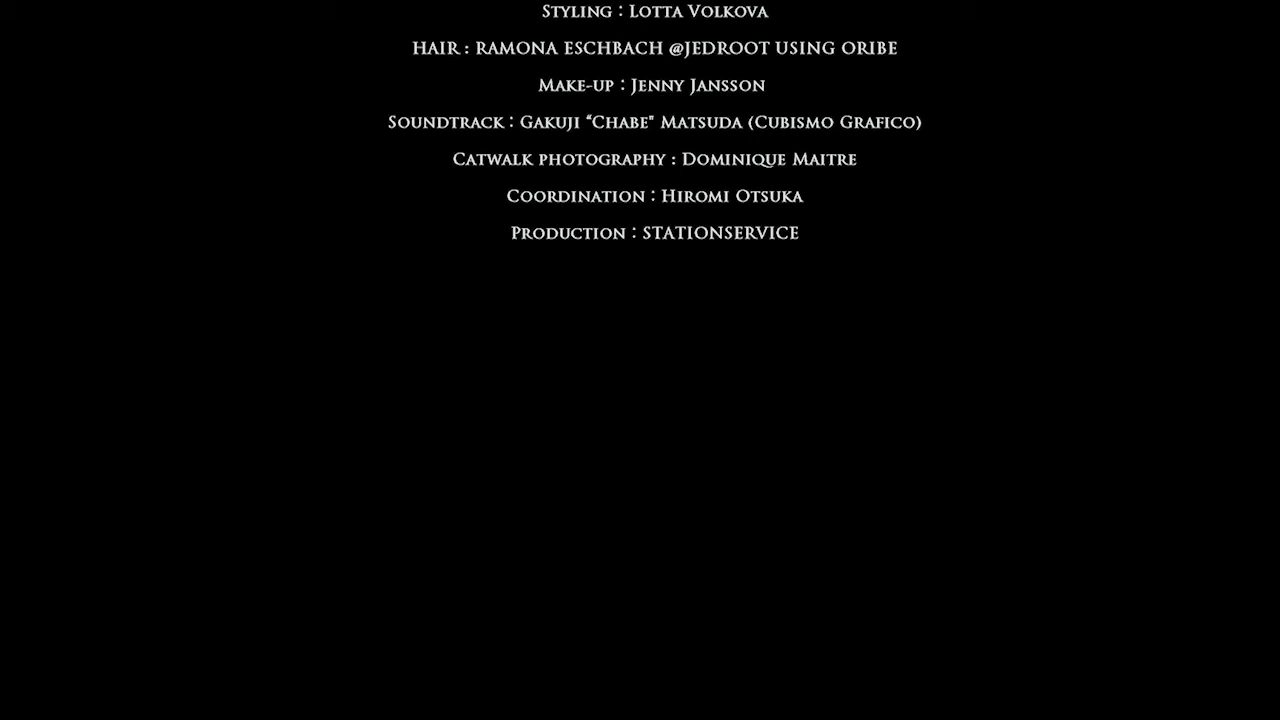 Styling : Lotta Volkova
HAIR : RAMONA ESCHBACH @JEDROOT USING ORIBE
Make-up : Jenny Jansson
Soundtrack : Gakuji “Chabe" Matsuda (Cubismo Grafico)
Catwalk photography : Dominique Maitre
Coordination : Hiromi Otsuka
Production : STATIONSERVICE